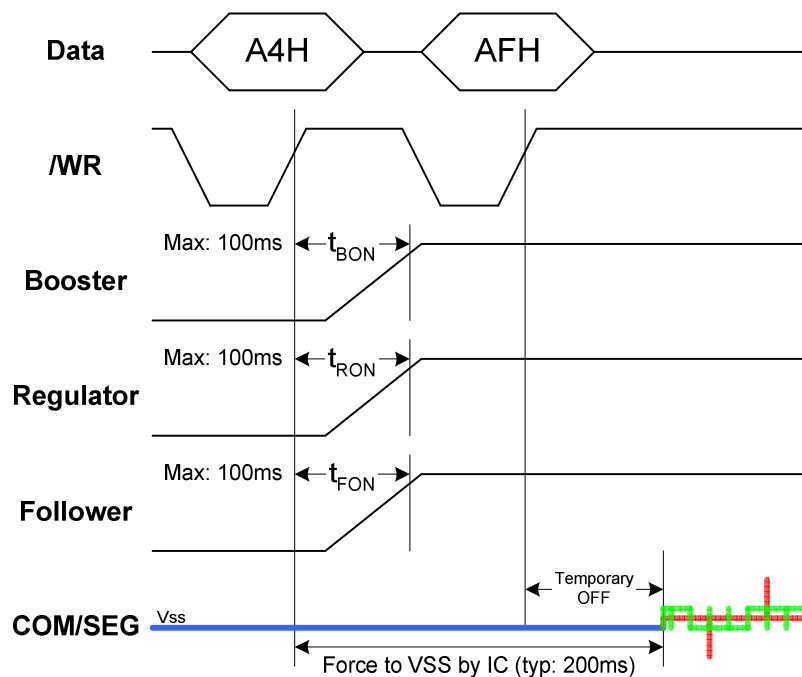 Data
A4H
AFH
/WR
Max: 100ms
tBON
Booster
Max: 100ms
tRON
Regulator
Max: 100ms
tFON
Follower
Temporary
OFF
COM/SEG
Vss
Force to VSS by IC (typ: 200ms)